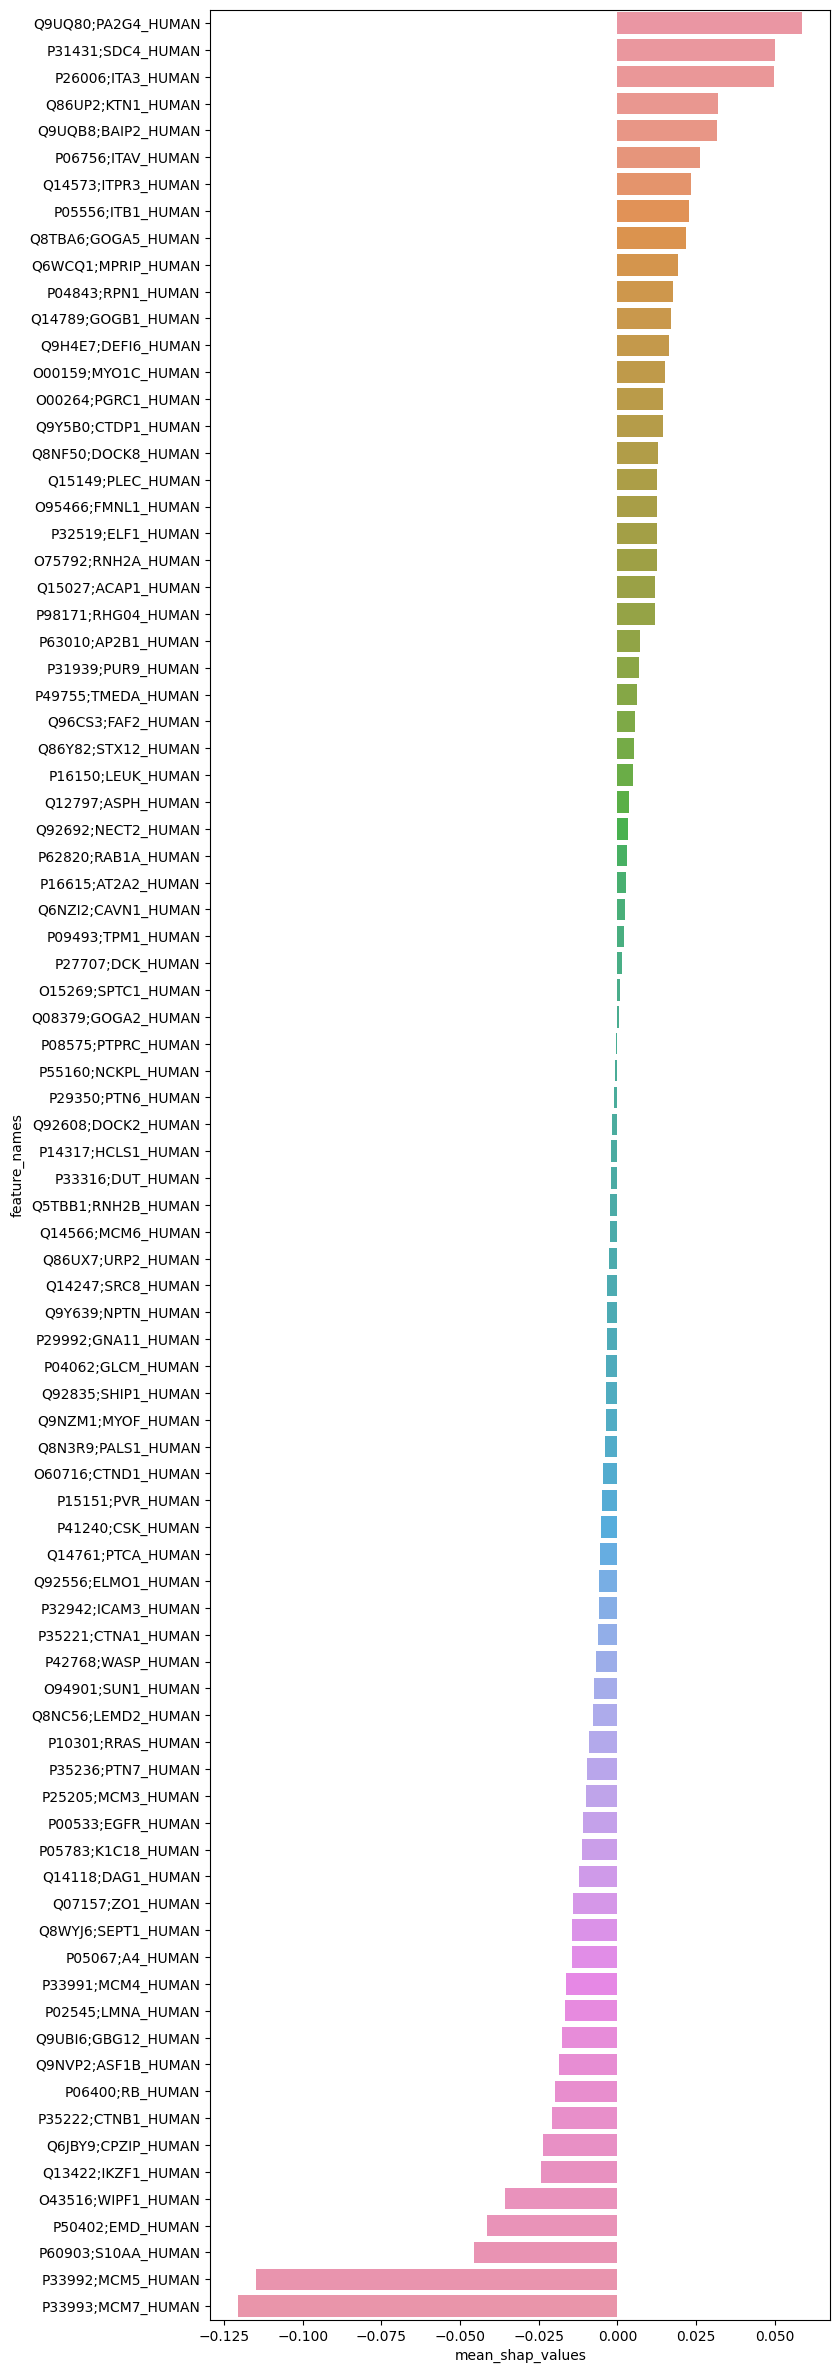 Q9UQ80;PA2G4_HUMAN
P31431;SDC4_HUMAN
P26006;ITA3_HUMAN
Q86UP2;KTN1_HUMAN
Q9UQB8;BAIP2_HUMAN
P06756;ITAV_HUMAN
Q14573;ITPR3_HUMAN
P05556;ITB1_HUMAN
Q8TBA6;GOGA5_HUMAN
Q6WCQ1;MPRIP_HUMAN
P04843;RPN1_HUMAN
Q14789;GOGB1_HUMAN
Q9H4E7;DEFI6_HUMAN
O00159;MYO1C_HUMAN
O00264;PGRC1_HUMAN
Q9Y5B0;CTDP1_HUMAN
Q8NF50;DOCK8_HUMAN
Q15149;PLEC_HUMAN
O95466;FMNL1_HUMAN
P32519;ELF1_HUMAN
O75792;RNH2A_HUMAN
Q15027;ACAP1_HUMAN
P98171;RHG04_HUMAN
P63010;AP2B1_HUMAN
P31939;PUR9_HUMAN
P49755;TMEDA_HUMAN
Q96CS3;FAF2_HUMAN
Q86Y82;STX12_HUMAN
P16150;LEUK_HUMAN
Q12797;ASPH_HUMAN
Q92692;NECT2_HUMAN
P62820;RAB1A_HUMAN
P16615;AT2A2_HUMAN
Q6NZI2;CAVN1_HUMAN
P09493;TPM1_HUMAN
P27707;DCK_HUMAN
O15269;SPTC1_HUMAN
Q08379;GOGA2_HUMAN
P08575;PTPRC_HUMAN
P55160;NCKPL_HUMAN
P29350;PTN6_HUMAN
Q92608;DOCK2_HUMAN
P14317;HCLS1_HUMAN
P33316;DUT_HUMAN
Q5TBB1;RNH2B_HUMAN
Q14566;MCM6_HUMAN
Q86UX7;URP2_HUMAN
Q14247;SRC8_HUMAN
Q9Y639;NPTN_HUMAN
P29992;GNA11_HUMAN
P04062;GLCM_HUMAN
Q92835;SHIP1_HUMAN
Q9NZM1;MYOF_HUMAN
Q8N3R9;PALS1_HUMAN
O60716;CTND1_HUMAN
P15151;PVR_HUMAN
P41240;CSK_HUMAN
Q14761;PTCA_HUMAN
Q92556;ELMO1_HUMAN
P32942;ICAM3_HUMAN
P35221;CTNA1_HUMAN
P42768;WASP_HUMAN
O94901;SUN1_HUMAN
Q8NC56;LEMD2_HUMAN
P10301;RRAS_HUMAN
P35236;PTN7_HUMAN
P25205;MCM3_HUMAN
P00533;EGFR_HUMAN
P05783;K1C18_HUMAN
Q14118;DAG1_HUMAN
Q07157;ZO1_HUMAN
Q8WYJ6;SEPT1_HUMAN
P05067;A4_HUMAN
P33991;MCM4_HUMAN
P02545;LMNA_HUMAN
Q9UBI6;GBG12_HUMAN
Q9NVP2;ASF1B_HUMAN
P06400;RB_HUMAN
P35222;CTNB1_HUMAN
Q6JBY9;CPZIP_HUMAN
Q13422;IKZF1_HUMAN
O43516;WIPF1_HUMAN
P50402;EMD_HUMAN
P60903;S10AA_HUMAN
P33992;MCM5_HUMAN
P33993;MCM7_HUMAN
feature_names
−0.125 −0.100 −0.075 −0.050 −0.025 0.000 0.025 0.050
mean_shap_values